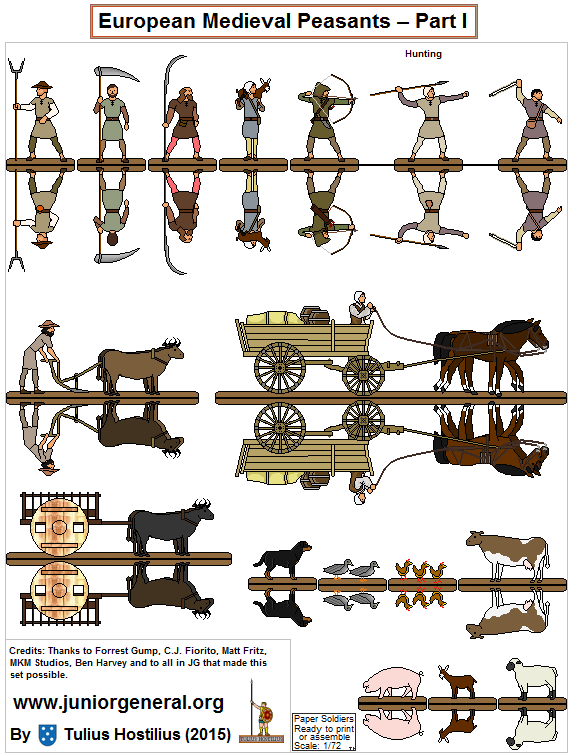 European Medieval Peasants – Part I
Hunting
Credits: Thanks to Forrest Gump, C.J. Fiorito, Matt Fritz,
MKM Studios, Ben Harvey and to all in JG that made this
set possible.
www.juniorgeneral.org
By Tulius Hostilius (2015)
Paper Soldiers
Ready to print
or assemble
Scale: 1/72